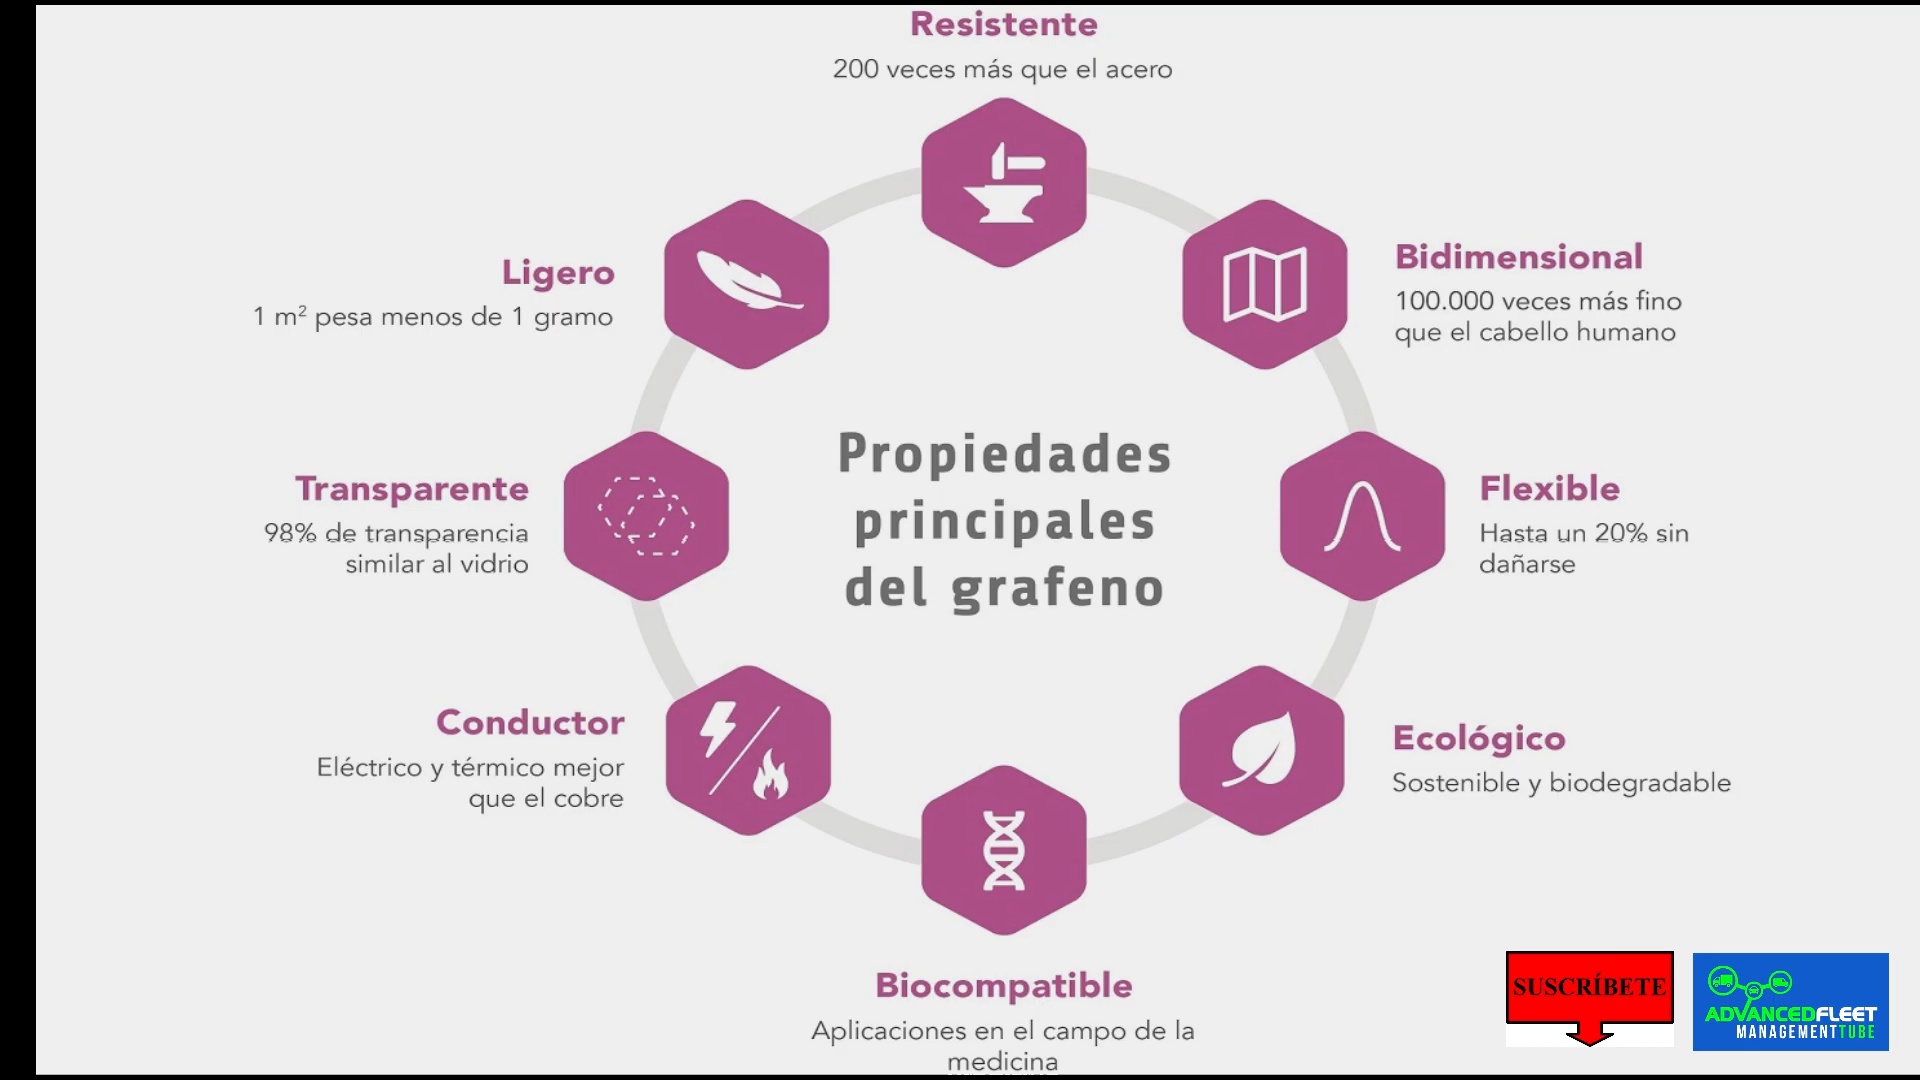 Resistente
200 veces más que el acero
Bidimensional
100.000 veces más fino
que el cabello humano
Ligero
1 m² pesa menos de 1 gramo
Propiedades
principales
del grafeno
Transparente
98% de transparencia
similar al vidrio
Flexible
Hasta un 20% sin
dañarse
Conductor
Eléctrico y térmico mejor
que el cobre
Ecológico
Sostenible y biodegradable
Biocompatible
Aplicaciones en el campo de la
medicina
SUSCRÍBETE
ADVANCEDFLEET
MANAGEMENTTUBE